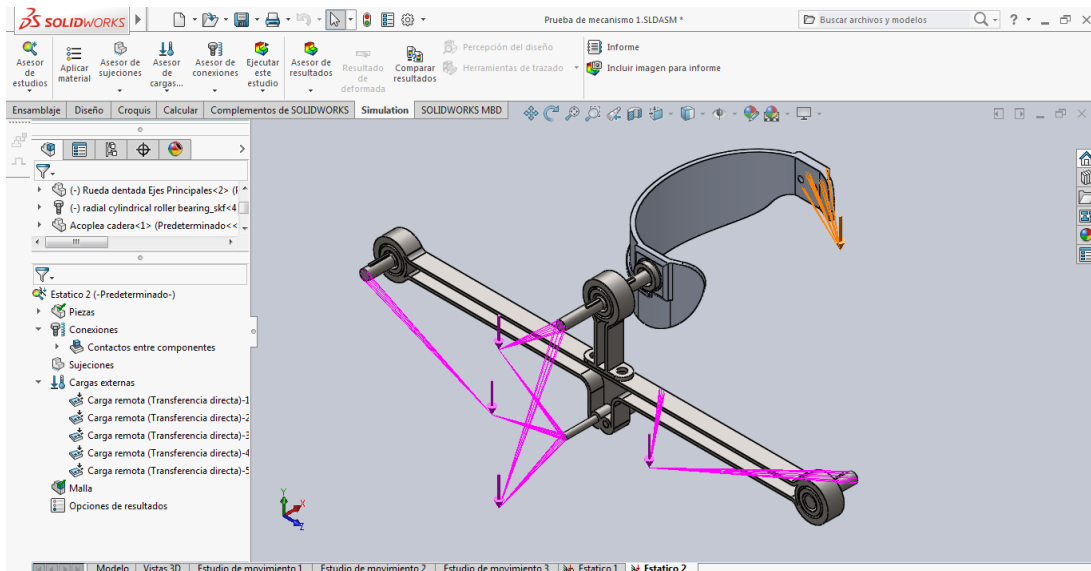 SOLIDWORKS
Prueba de mecanismo 1.SLDASM *
Buscar archivos y modelos
Asesor de estudios
Aplicar material
Asesor de sujeciones
Asesor de cargas...
Asesor de conexiones
Ejecutar este estudio
Asesor de resultados
Resultado de deformada
Comparar resultados
Percepción del diseño
Herramientas de trazado
Informe
Incluir imagen para informe
Ensamblaje
Diseño
Croquis
Calcular
Complementos de SOLIDWORKS
Simulation
SOLIDWORKS MBD
(-) Rueda dentada Ejes Principales<2> (F
(-) radial cylindrical roller bearing_skf<4
Acoplea cadera<1> (Predeterminado<<
Estatico 2 (-Predeterminado-)
Piezas
Conexiones
Contactos entre componentes
Sujeciones
Cargas externas
Carga remota (Transferencia directa)-1
Carga remota (Transferencia directa)-2
Carga remota (Transferencia directa)-3
Carga remota (Transferencia directa)-4
Carga remota (Transferencia directa)-5
Malla
Opciones de resultados
Y
X
Z
Modelo
Vistas 3D
Estudio de movimiento 1
Estudio de movimiento 2
Estudio de movimiento 3
Estatico 1
Estatico 2